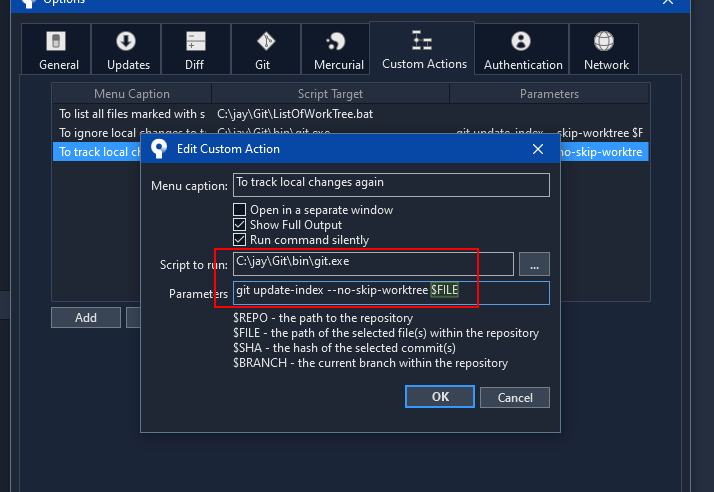 Options
General
Updates
Diff
Git
Mercurial
Custom Actions
Authentication
Network
Menu Caption Script Target Parameters
To list all files marked with s C:\jay\Git\ListOfWorkTree.bat
To ignore local changes to t C:\jay\Git\bin\git.exe git update-index --skip-worktree $F
To track local ch no-skip-worktre
Edit Custom Action
Menu caption: To track local changes again
Open in a separate window
Show Full Output
Run command silently
Script to run: C:\jay\Git\bin\git.exe ...
Parameters git update-index --no-skip-worktree $FILE
$REPO - the path to the repository
$FILE - the path of the selected file(s) within the repository
$SHA - the hash of the selected commit(s)
$BRANCH - the current branch within the repository
Add
OK Cancel